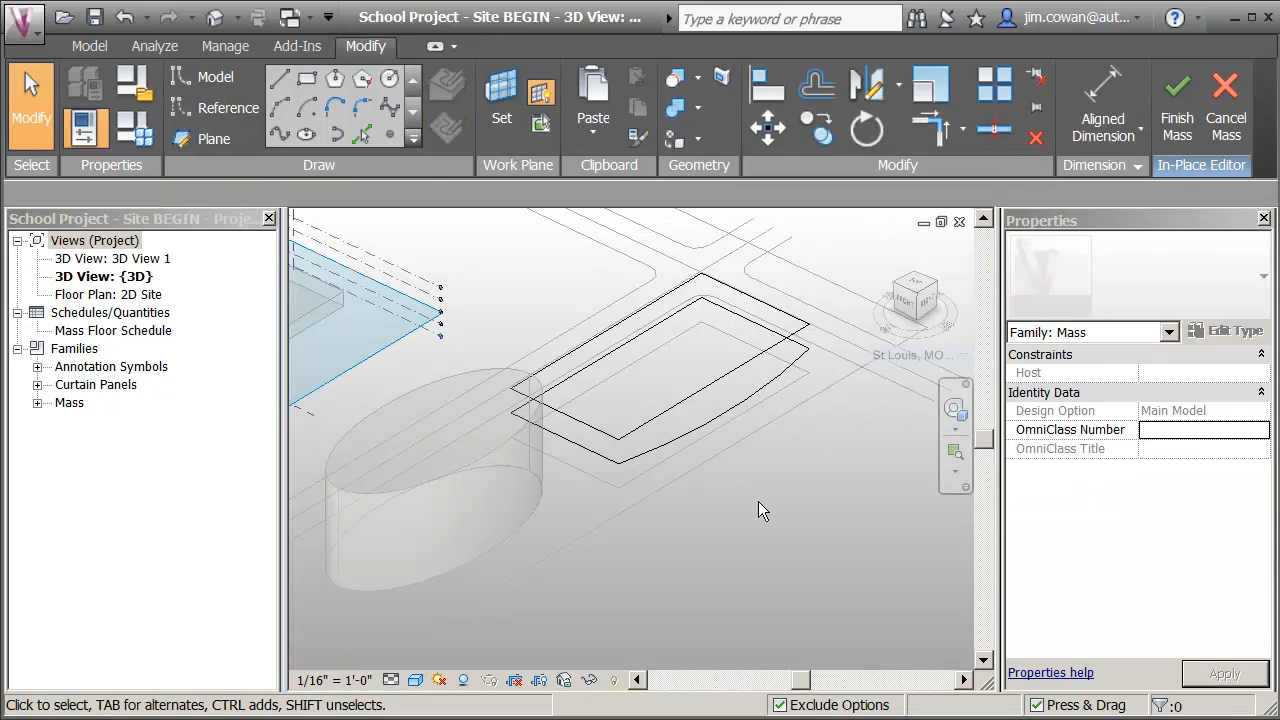 School Project - Site BEGIN - 3D View: ...
Type a keyword or phrase
jim.cowan@aut...
Model
Analyze
Manage
Add-Ins
Modify
Modify
Model
Reference
Plane
Set
Paste
Aligned
Dimension
Finish
Mass
Cancel
Mass
Select
Properties
Draw
Work Plane
Clipboard
Geometry
Modify
Dimension
In-Place Editor
School Project - Site BEGIN - Proje...
Views (Project)
3D View: 3D View 1
3D View: {3D}
Floor Plan: 2D Site
Schedules/Quantities
Mass Floor Schedule
Families
Annotation Symbols
Curtain Panels
Mass
FRONT
RIGHT
St Louis, MO...
Properties
Family: Mass
Edit Type
Constraints
Host
Identity Data
Design Option
Main Model
OmniClass Number
OmniClass Title
Properties help
Apply
1/16" = 1'-0"
Click to select, TAB for alternates, CTRL adds, SHIFT unselects.
Exclude Options
Press & Drag
:0